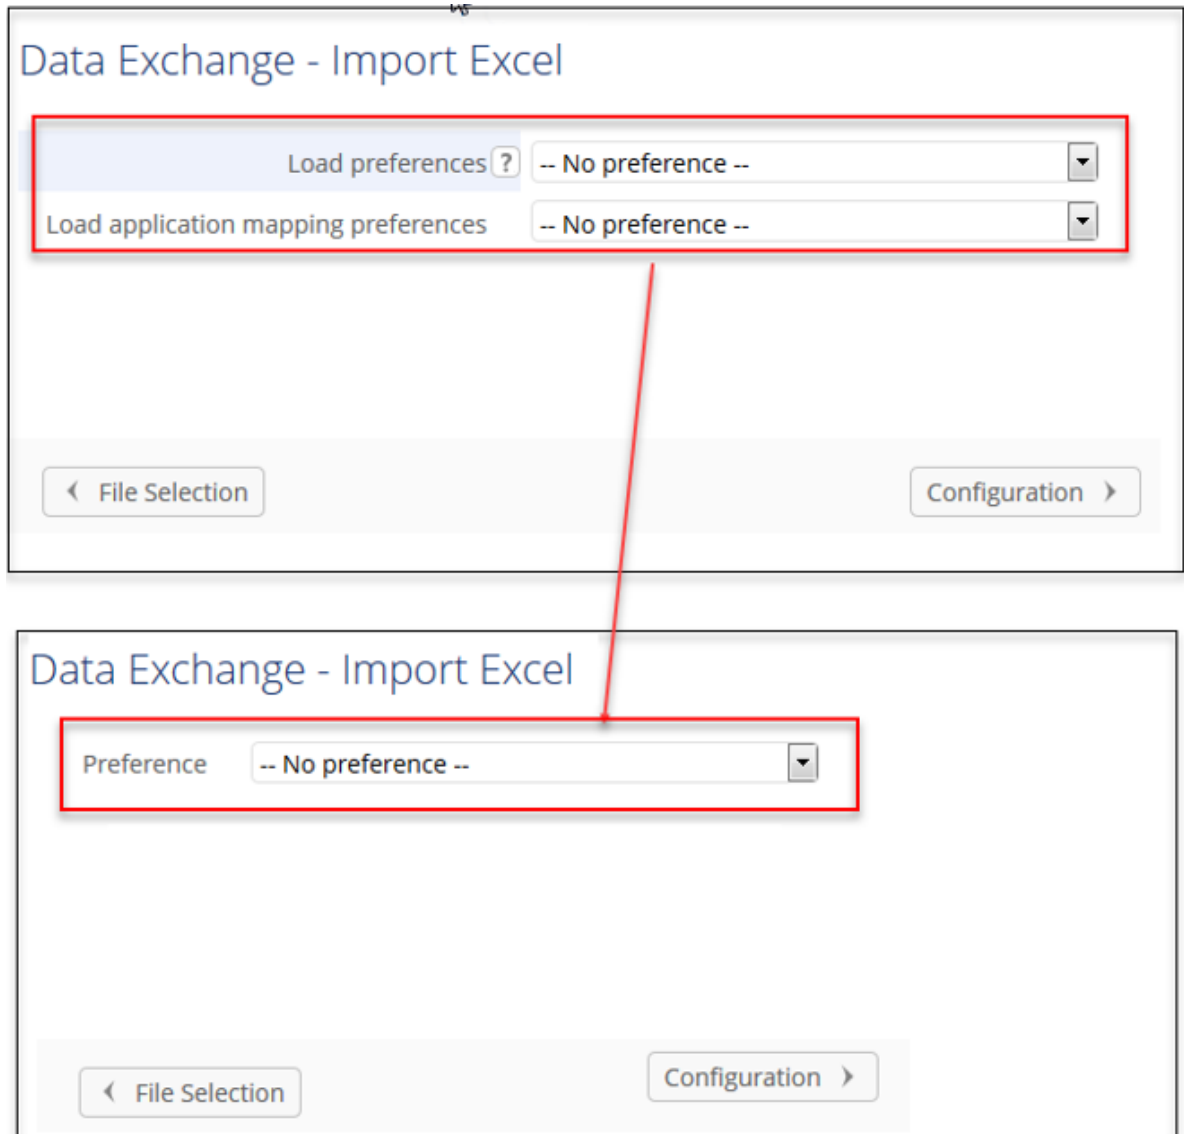 Data Exchange - Import Excel
Load preferences ? -- No preference --
Load application mapping preferences -- No preference --
File Selection Configuration
Data Exchange - Import Excel
Preference -- No preference --
File Selection Configuration